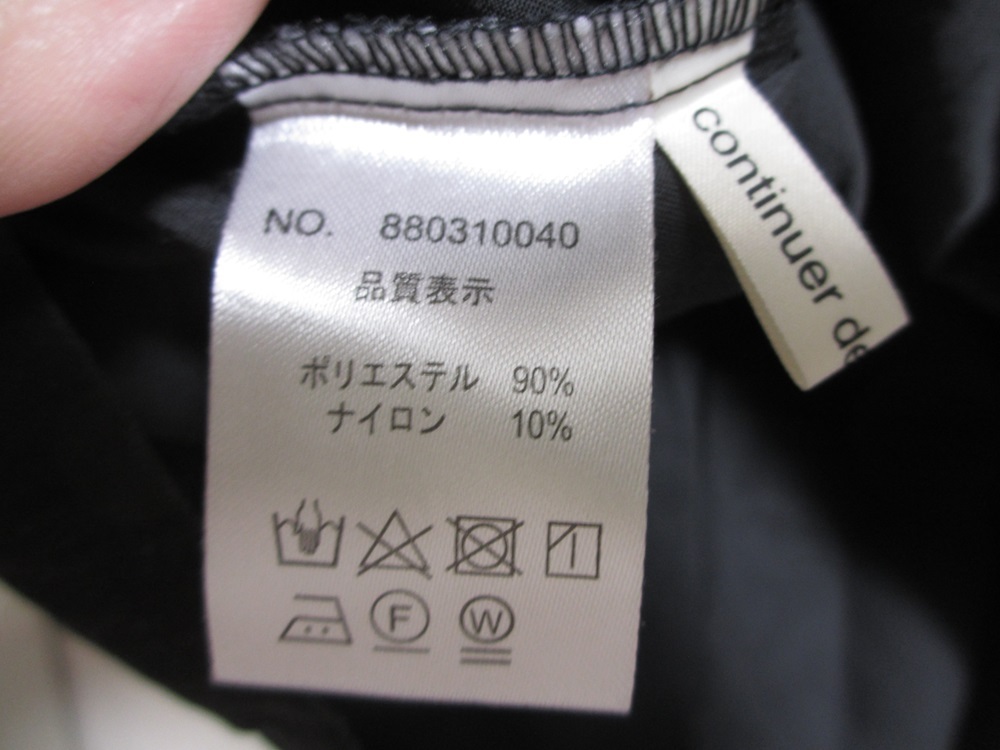 NO. 880310040
品質表示
ポリエステル 90%
ナイロン 10%
F
W
continuer de